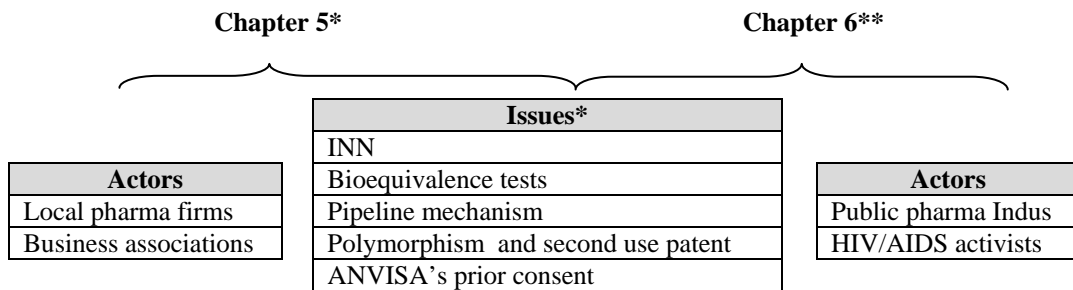 Chapter 5*
Chapter 6**
Issues*
INN
Bioequivalence tests
Pipeline mechanism
Polymorphism and second use patent
ANVISA's prior consent
Actors
Local pharma firms
Business associations
Actors
Public pharma Indus
HIV/AIDS activists